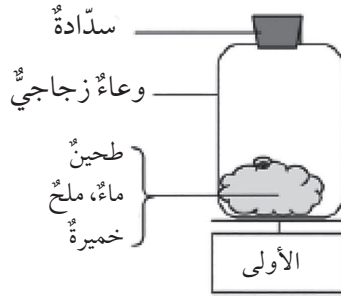 سدّادةٌ
وعاءٌ زجاجيٌّ
طحينٌ
ماءٌ، ملحٌ
خميرةٌ
الأولى